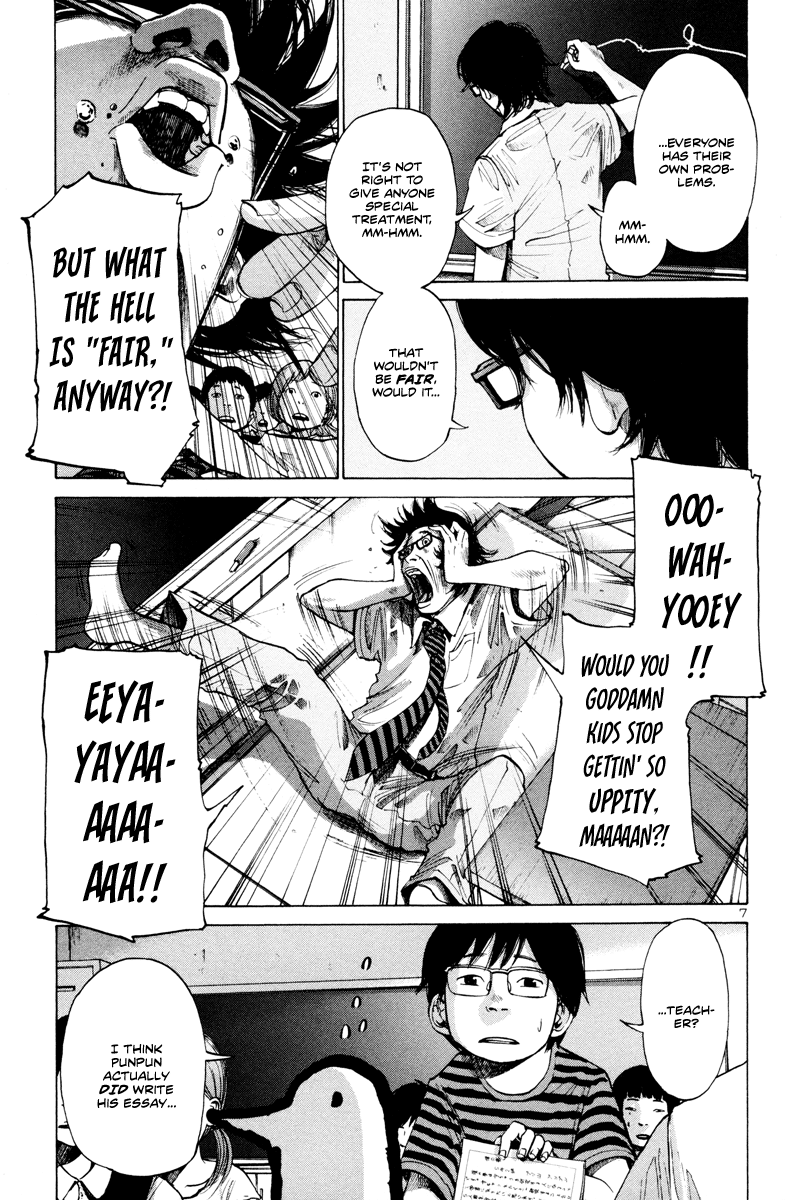 ...EVERYONE
HAS THEIR
OWN PROB-
LEMS.
MM-
HMM.
IT'S NOT
RIGHT TO
GIVE ANYONE
SPECIAL
TREATMENT,
MM-HMM.
THAT
WOULDN'T
BE FAIR,
WOULD IT...
BUT WHAT
THE HELL
IS "FAIR,"
ANYWAY?!
OOO-
WAH-
YOOEY
!!
WOULD YOU
GODDAMN
KIDS STOP
GETTIN' SO
UPPITY,
MAAAAAN?!
EEYA-
YAYAA-
AAAA-
AAA!!
7
...TEACH-
ER?
I THINK
PUNPUN
ACTUALLY
DID WRITE
HIS ESSAY...